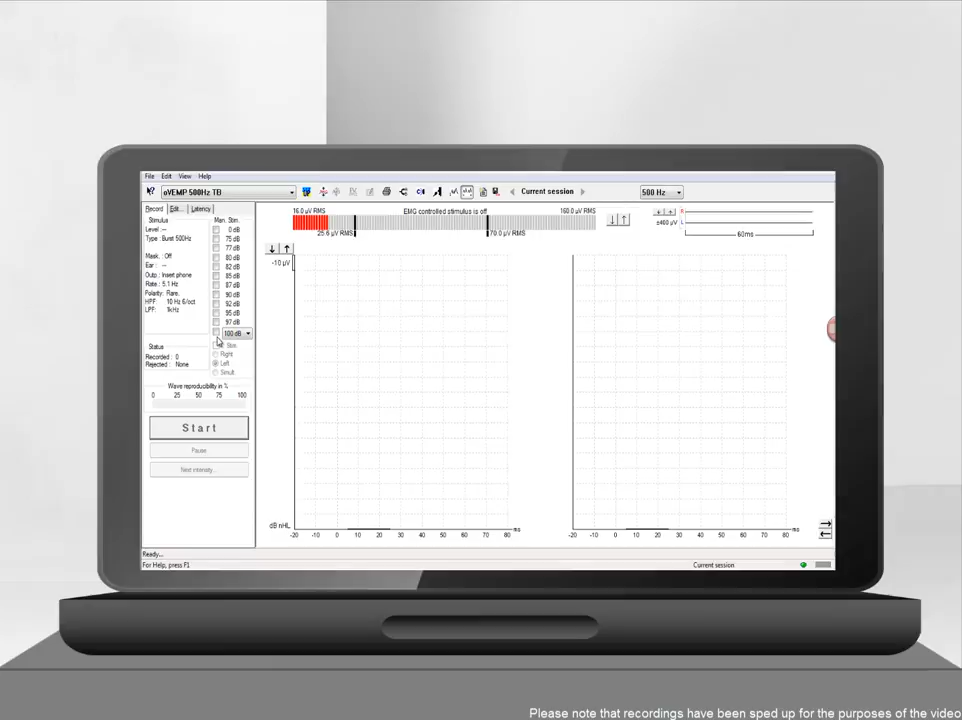 File Edit View Help
oVEMP 500Hz TB
Current session
500 Hz
Record Edit... Latency
Stimulus
Level :--
Type : Burst 500Hz
Mask. : Off
Ear : --
Outp.: Insert phone
Rate : 5.1 Hz
Polarity: Rare.
HPF: 10 Hz 6/oct
LPF: 1kHz
Man. Stim.
0 dB
75 dB
77 dB
80 dB
82 dB
85 dB
87 dB
90 dB
92 dB
95 dB
97 dB
100 dB
Stim.
Right
Left
Simult.
Status
Recorded : 0
Rejected : None
Wave reproducibility in %
0 25 50 75 100
Start
Pause
Next intensity...
16.0 µV RMS EMG controlled stimulus is off 160.0 µV RMS
25.6 µV RMS 70.0 µV RMS
R
±400 µV L
60ms
-10 µV
dB nHL
ms
-20 -10 0 10 20 30 40 50 60 70 80
ms
-20 -10 0 10 20 30 40 50 60 70 80
Ready...
For Help, press F1
Current session
Please note that recordings have been sped up for the purposes of the video